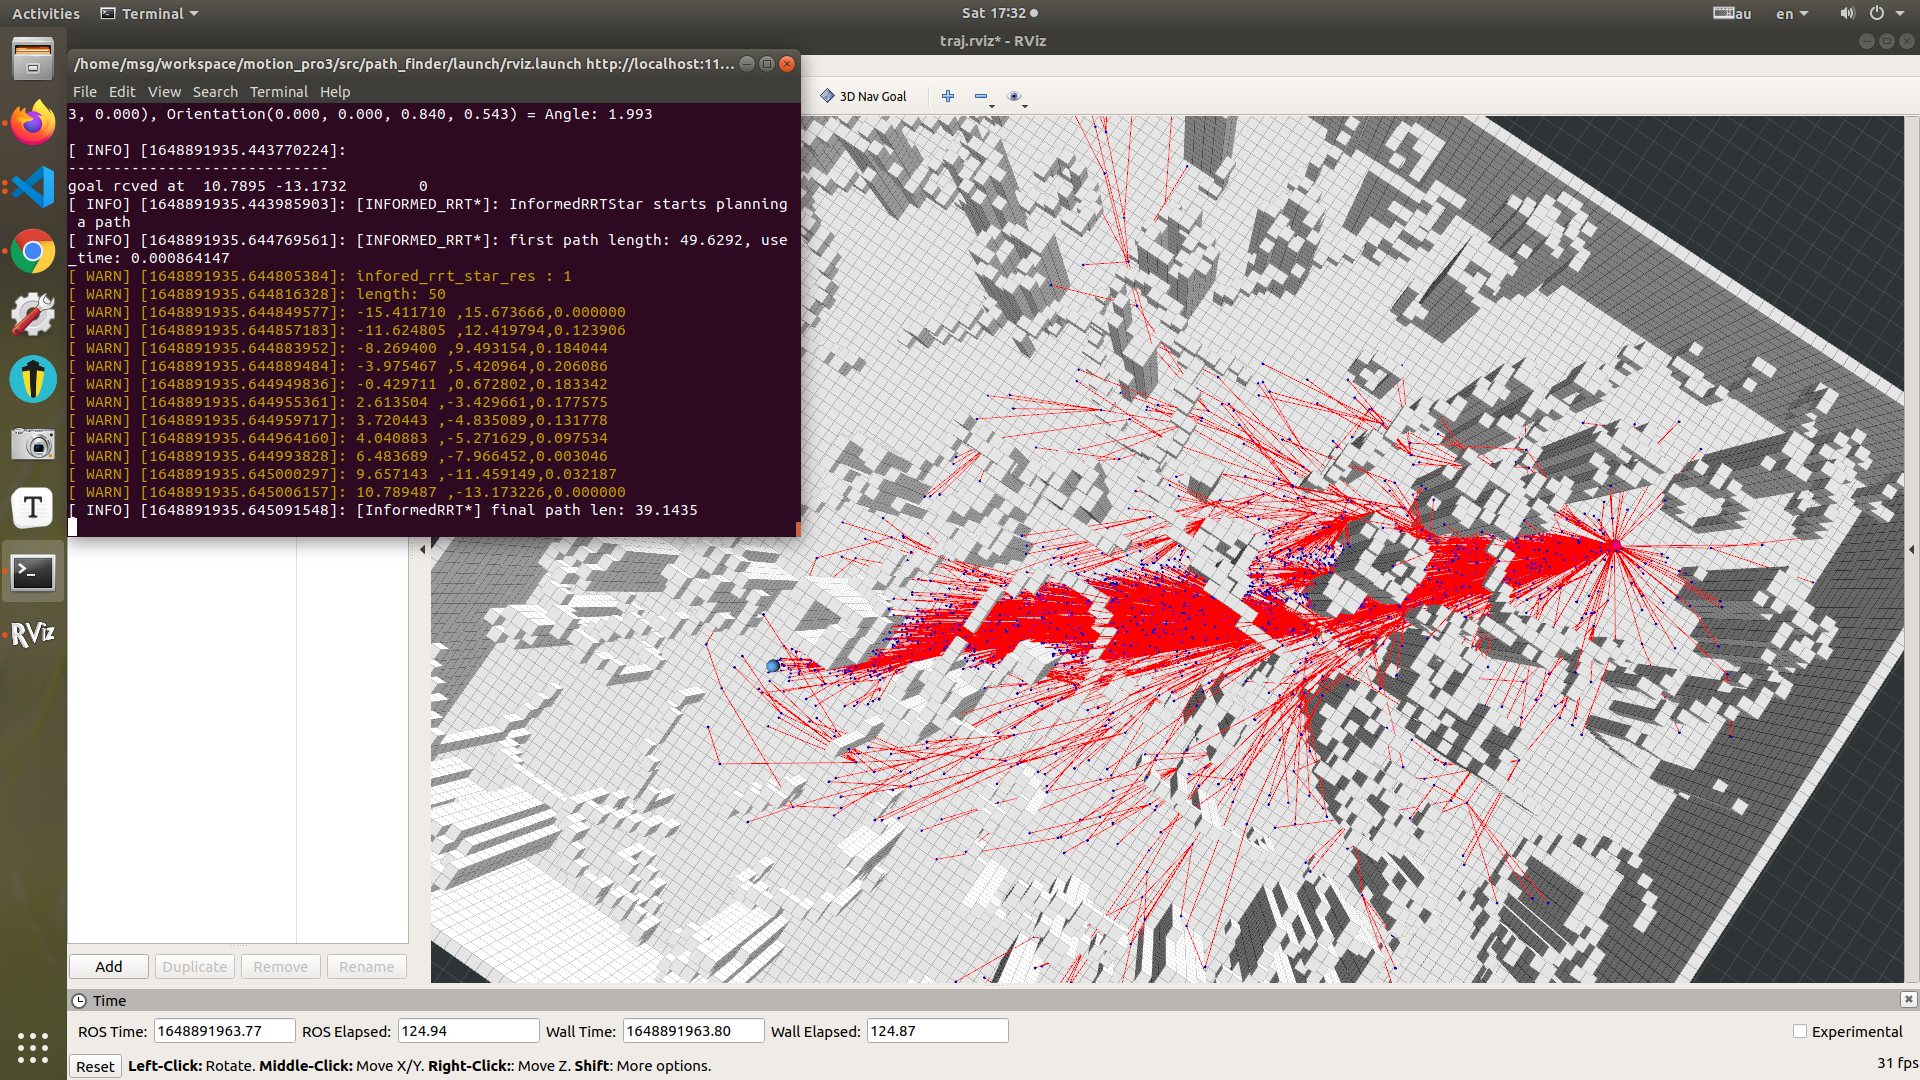 Activities
Terminal
Sat 17:32
au
en
traj.rviz* - RViz
/home/msg/workspace/motion_pro3/src/path_finder/launch/rviz.launch http://localhost:11...
File Edit View Search Terminal Help
3D Nav Goal
3, 0.000), Orientation(0.000, 0.000, 0.840, 0.543) = Angle: 1.993
[ INFO] [1648891935.443770224]:
-----------------------------
goal rcved at  10.7895 -13.1732        0
[ INFO] [1648891935.443985903]: [INFORMED_RRT*]: InformedRRTStar starts planning
 a path
[ INFO] [1648891935.644769561]: [INFORMED_RRT*]: first path length: 49.6292, use
_time: 0.000864147
[ WARN] [1648891935.644805384]: infored_rrt_star_res : 1
[ WARN] [1648891935.644816328]: length: 50
[ WARN] [1648891935.644849577]: -15.411710 ,15.673666,0.000000
[ WARN] [1648891935.644857183]: -11.624805 ,12.419794,0.123906
[ WARN] [1648891935.644883952]: -8.269400 ,9.493154,0.184044
[ WARN] [1648891935.644889484]: -3.975467 ,5.420964,0.206086
[ WARN] [1648891935.644949836]: -0.429711 ,0.672802,0.183342
[ WARN] [1648891935.644955361]: 2.613504 ,-3.429661,0.177575
[ WARN] [1648891935.644959717]: 3.720443 ,-4.835089,0.131778
[ WARN] [1648891935.644964160]: 4.040883 ,-5.271629,0.097534
[ WARN] [1648891935.644993828]: 6.483689 ,-7.966452,0.003046
[ WARN] [1648891935.645000297]: 9.657143 ,-11.459149,0.032187
[ WARN] [1648891935.645006157]: 10.789487 ,-13.173226,0.000000
[ INFO] [1648891935.645091548]: [InformedRRT*] final path len: 39.1435
T
>_
RViz
Add Duplicate Remove Rename
Time
ROS Time: 1648891963.77 ROS Elapsed: 124.94 Wall Time: 1648891963.80 Wall Elapsed: 124.87 Experimental
Reset Left-Click: Rotate. Middle-Click: Move X/Y. Right-Click:: Move Z. Shift: More options. 31 fps